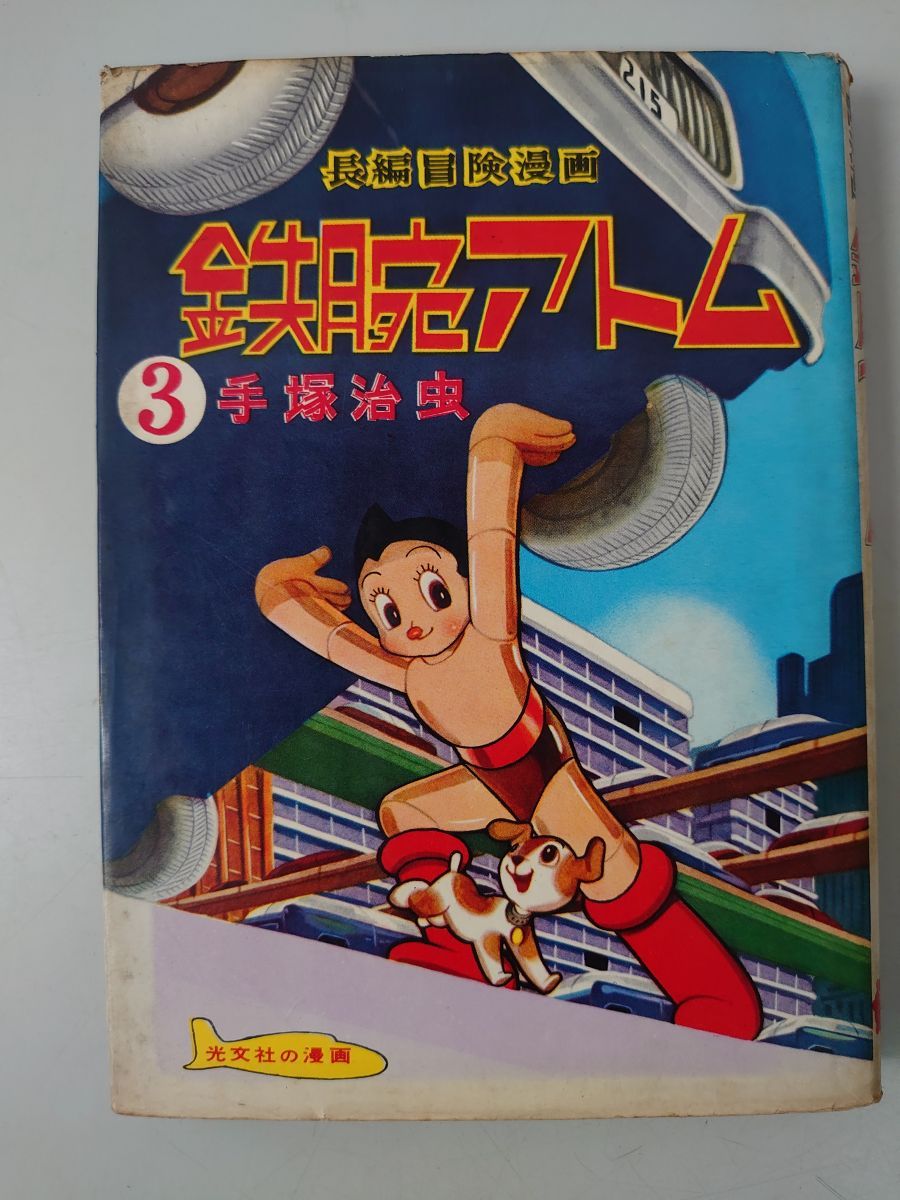 215
長編冒険漫画
鉄腕アトム
3 手塚治虫
光文社の漫画